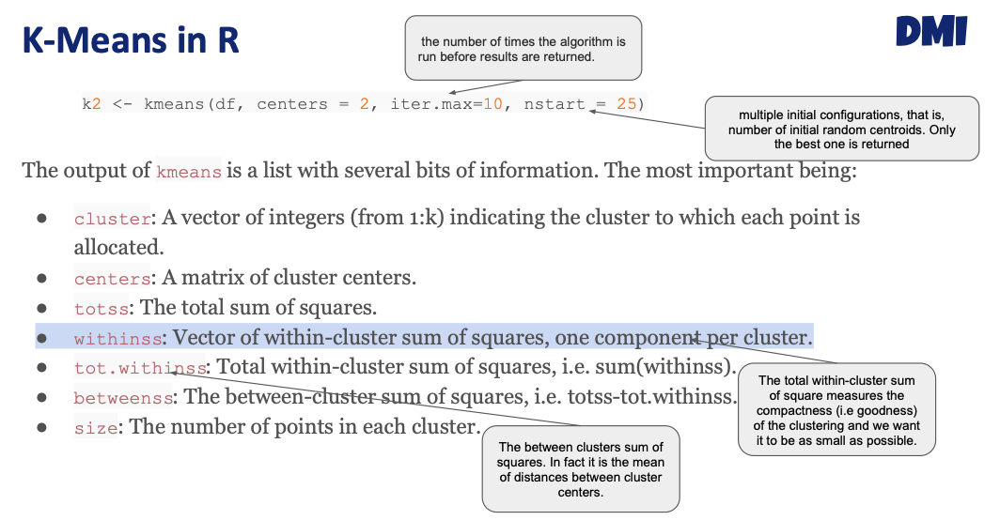 K-Means in R
DMI
the number of times the algorithm is
run before results are returned.
k2 <- kmeans(df, centers = 2, iter.max=10, nstart = 25)
multiple initial configurations, that is,
number of initial random centroids. Only
the best one is returned
The output of kmeans is a list with several bits of information. The most important being:
● cluster: A vector of integers (from 1:k) indicating the cluster to which each point is
allocated.
● centers: A matrix of cluster centers.
● totss: The total sum of squares.
● withinss: Vector of within-cluster sum of squares, one component per cluster.
● tot.withinss: Total within-cluster sum of squares, i.e. sum(withinss).
● betweenss: The between-cluster sum of squares, i.e. totss-tot.withinss.
● size: The number of points in each cluster.
The total within-cluster sum
of square measures the
compactness (i.e goodness)
of the clustering and we want
it to be as small as possible.
The between clusters sum of
squares. In fact it is the mean
of distances between cluster
centers.